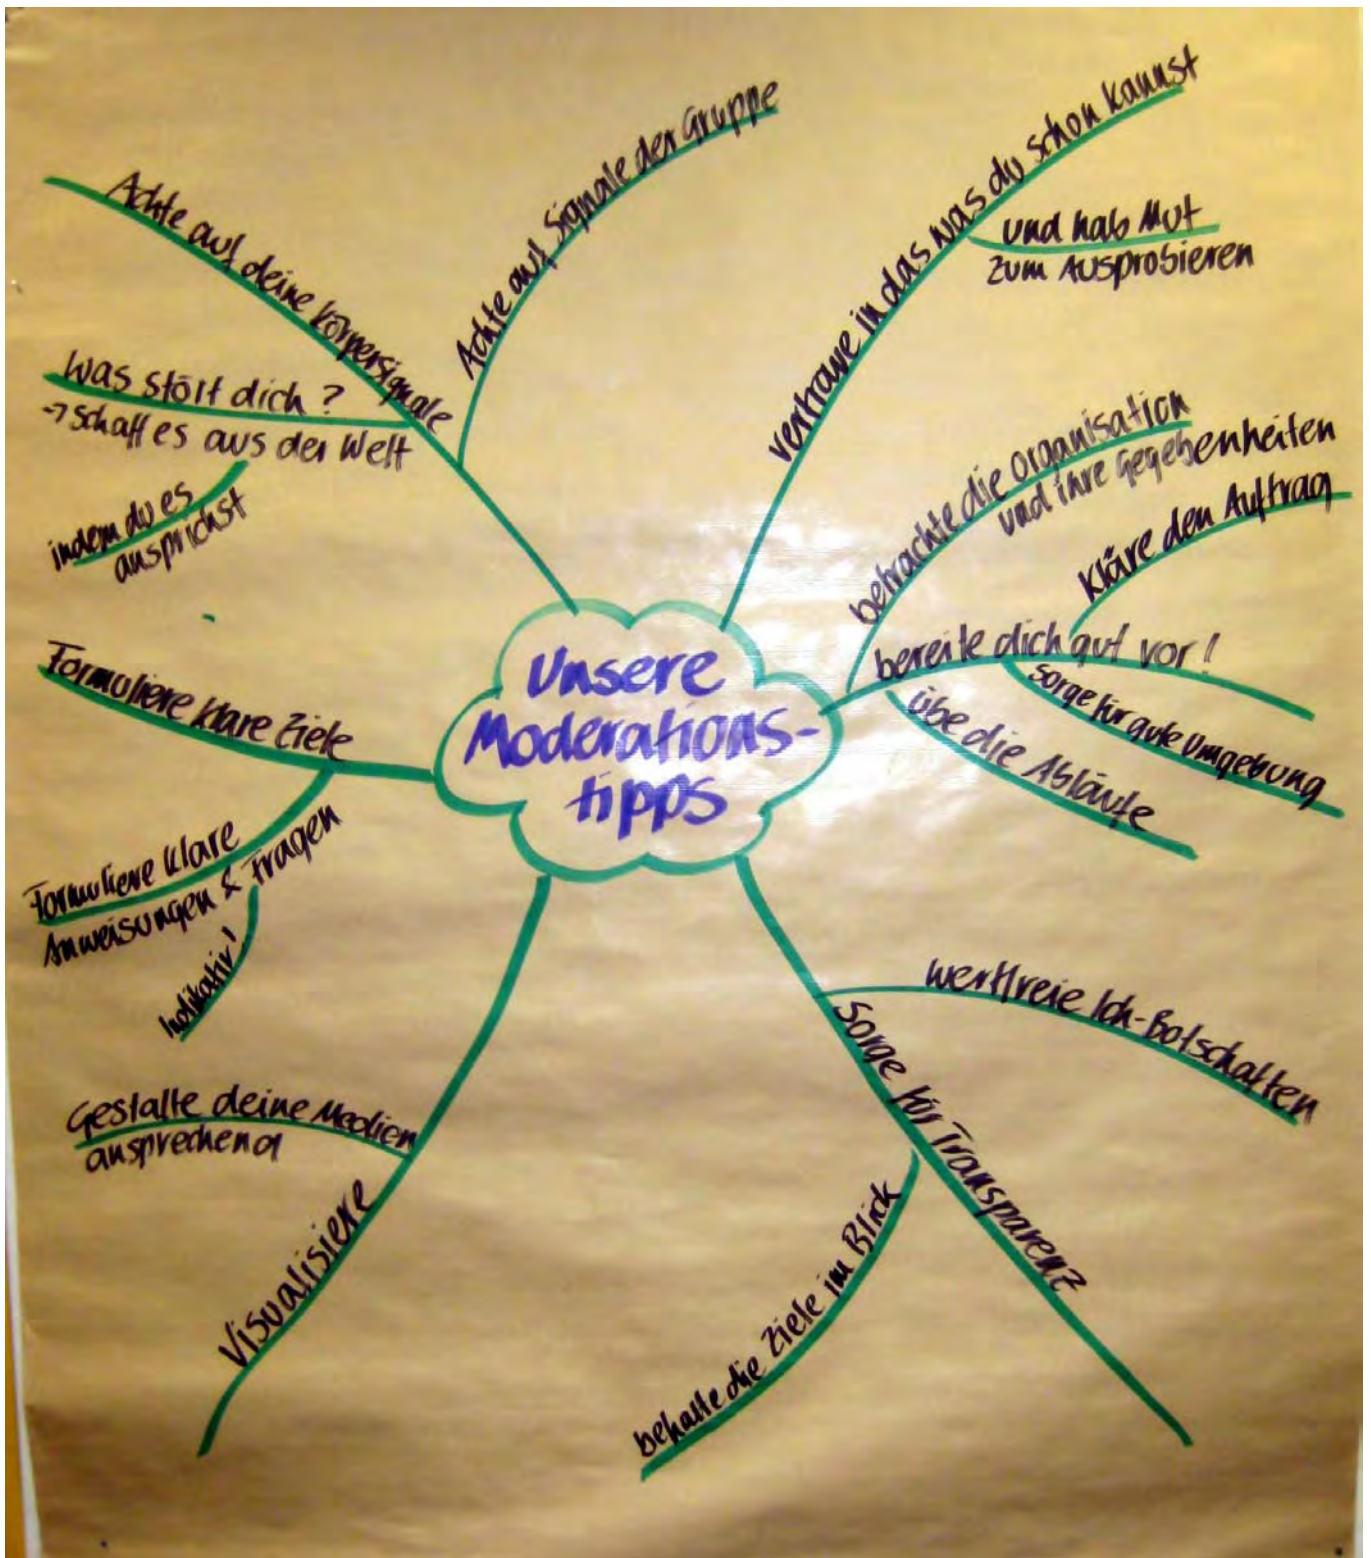 Unsere
Moderations-
tipps
vertraue in das was du schon kannst
und hab Mut
zum Ausprobieren
bereite dich gut vor!
betrachte die Organisation
und ihre Gegebenheiten
Kläre den Auftrag
sorge für gute Umgebung
übe die Abläufe
Sorge für Transparenz
wertfreie Ich-Botschaften
behalte die Ziele im Blick
Visualisiere
Gestalte deine Medien
ansprechend
Formuliere klare Ziele
Formuliere klare
Anweisungen & Fragen
Indikativ!
Achte auf deine Körpersignale
Was stört dich?
→ Schaff es aus der Welt
indem du es
ansprichst
Achte auf Signale der Gruppe